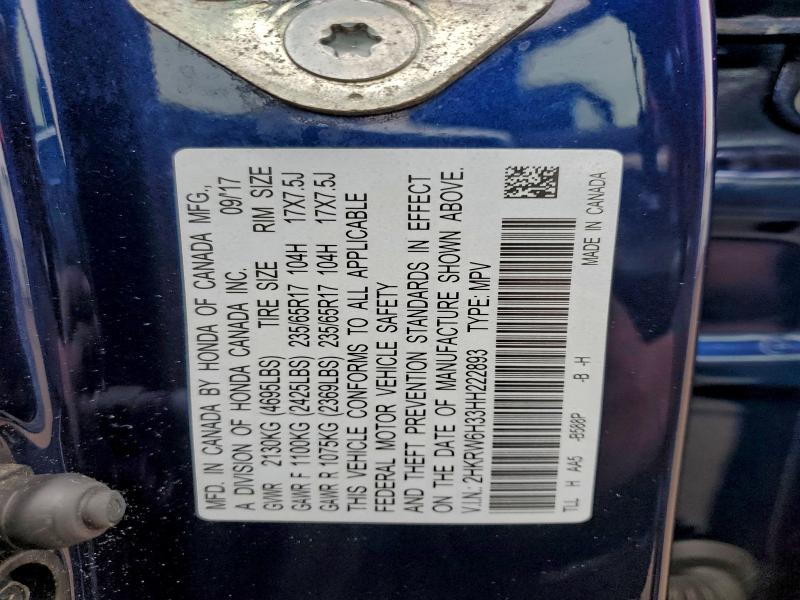 MFD. IN CANADA BY HONDA OF CANADA MFG.,
A DIVISION OF HONDA CANADA INC. 09/17
GVWR 2130KG (4695LBS) TIRE SIZE RIM SIZE
GAWR F 1100KG (2425LBS) 235/65R17 104H 17X7.5J
GAWR R 1075KG (2369LBS) 235/65R17 104H 17X7.5J
THIS VEHICLE CONFORMS TO ALL APPLICABLE
FEDERAL MOTOR VEHICLE SAFETY
AND THEFT PREVENTION STANDARDS IN EFFECT
ON THE DATE OF MANUFACTURE SHOWN ABOVE.
V.I.N.: 2HKRW6H33HH222893 TYPE: MPV
TLL H AA5 -B588P -B -H MADE IN CANADA